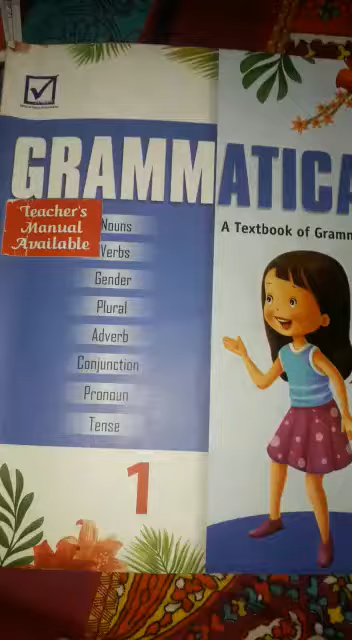 GRAMMATICA
A Textbook of Gramm
Teacher's
Manual
Available
Nouns
Verbs
Gender
Plural
Adverb
Conjunction
Pronoun
Tense
1